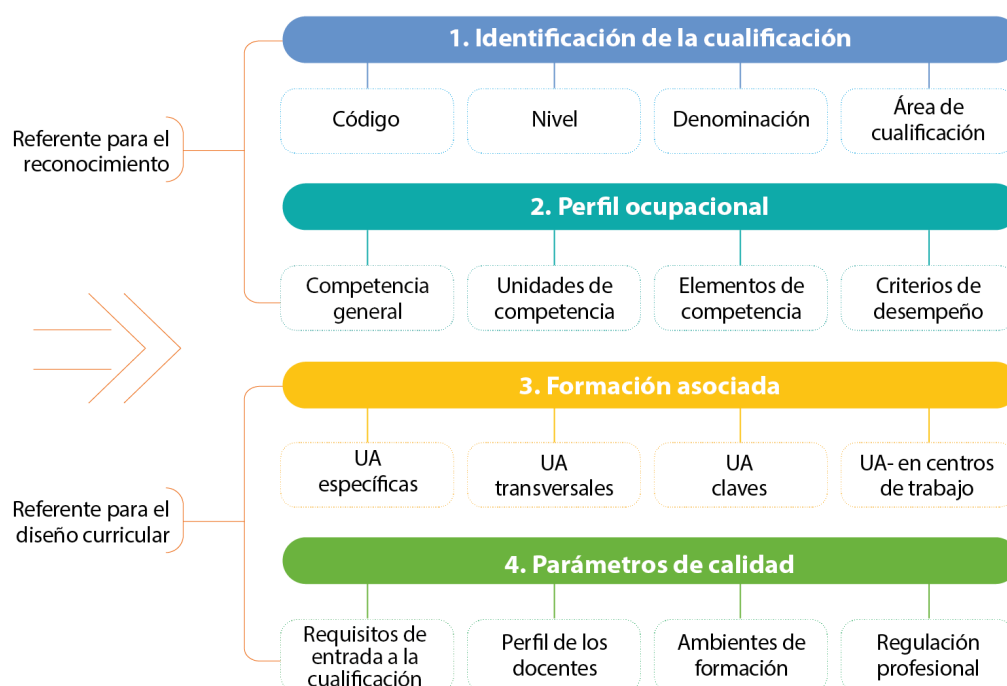 1. Identificación de la cualificación
Código
Nivel
Denominación
Área de
cualificación
Referente para el
reconocimiento
2. Perfil ocupacional
Competencia
general
Unidades de
competencia
Elementos de
competencia
Criterios de
desempeño
3. Formación asociada
UA
específicas
UA
transversales
UA
claves
UA- en centros
de trabajo
Referente para el
diseño curricular
4. Parámetros de calidad
Requisitos de
entrada a la
cualificación
Perfil de los
docentes
Ambientes de
formación
Regulación
profesional